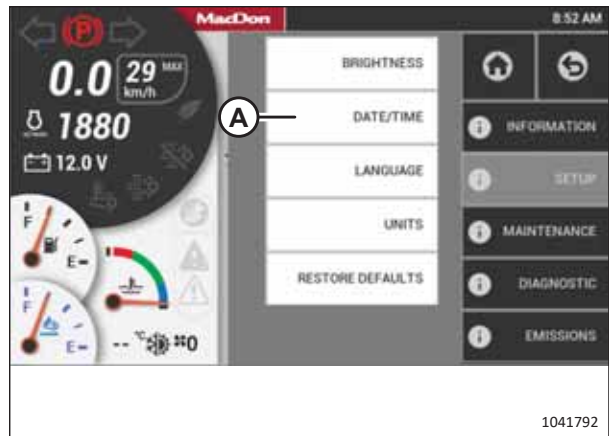 MacDon
8:52 AM
0.0
29 MAX
km/h
1880
12.0 V
F
E
F
E
-- °C 0
BRIGHTNESS
A
DATE/TIME
LANGUAGE
UNITS
RESTORE DEFAULTS
INFORMATION
SETUP
MAINTENANCE
DIAGNOSTIC
EMISSIONS
1041792